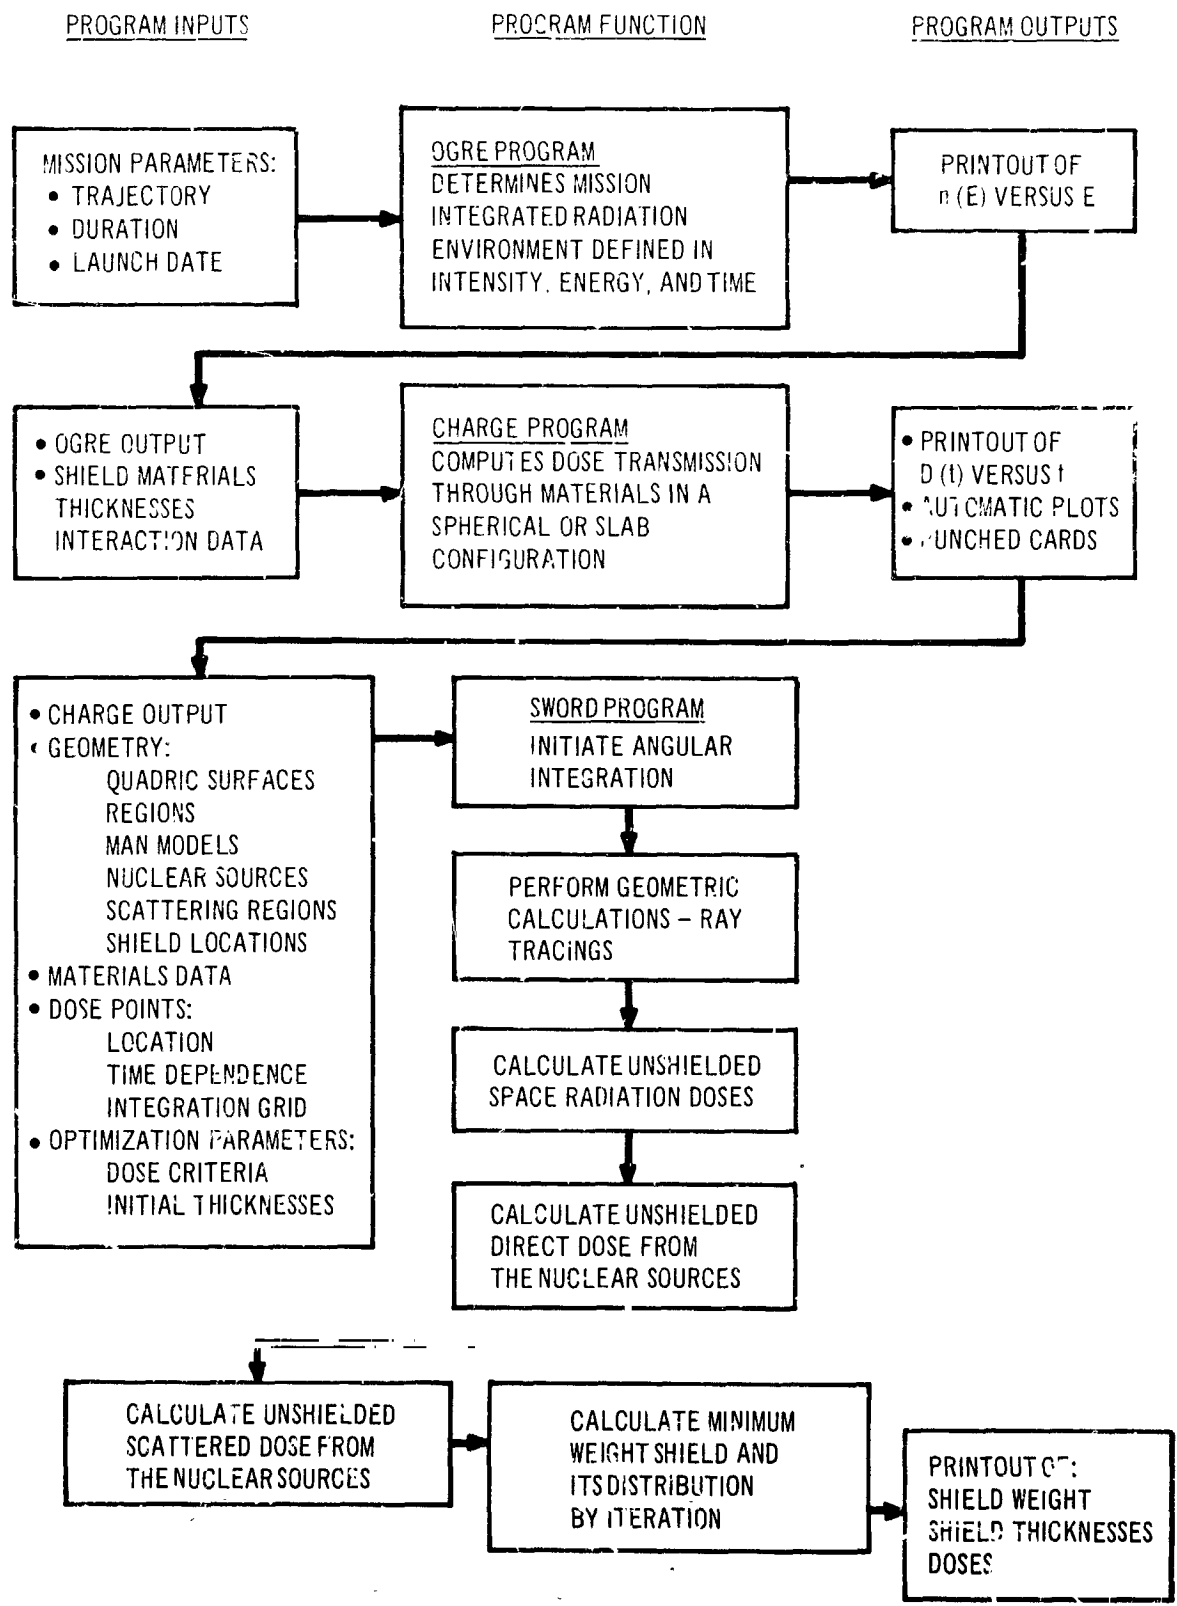 PROGRAM INPUTS
PROGRAM FUNCTION
PROGRAM OUTPUTS
MISSION PARAMETERS:
• TRAJECTORY
• DURATION
• LAUNCH DATE
OGRE PROGRAM
DETERMINES MISSION
INTEGRATED RADIATION
ENVIRONMENT DEFINED IN
INTENSITY, ENERGY, AND TIME
PRINTOUT OF
n (E) VERSUS E
• OGRE OUTPUT
• SHIELD MATERIALS
THICKNESSES
INTERACTION DATA
CHARGE PROGRAM
COMPUTES DOSE TRANSMISSION
THROUGH MATERIALS IN A
SPHERICAL OR SLAB
CONFIGURATION
• PRINTOUT OF
D (t) VERSUS t
• AUTOMATIC PLOTS
• PUNCHED CARDS
• CHARGE OUTPUT
• GEOMETRY:
QUADRIC SURFACES
REGIONS
MAN MODELS
NUCLEAR SOURCES
SCATTERING REGIONS
SHIELD LOCATIONS
• MATERIALS DATA
• DOSE POINTS:
LOCATION
TIME DEPENDENCE
INTEGRATION GRID
• OPTIMIZATION PARAMETERS:
DOSE CRITERIA
INITIAL THICKNESSES
SWORD PROGRAM
INITIATE ANGULAR
INTEGRATION
PERFORM GEOMETRIC
CALCULATIONS – RAY
TRACINGS
CALCULATE UNSHIELDED
SPACE RADIATION DOSES
CALCULATE UNSHIELDED
DIRECT DOSE FROM
THE NUCLEAR SOURCES
CALCULATE UNSHIELDED
SCATTERED DOSE FROM
THE NUCLEAR SOURCES
CALCULATE MINIMUM
WEIGHT SHIELD AND
ITS DISTRIBUTION
BY ITERATION
PRINTOUT OF:
SHIELD WEIGHT
SHIELD THICKNESSES
DOSES